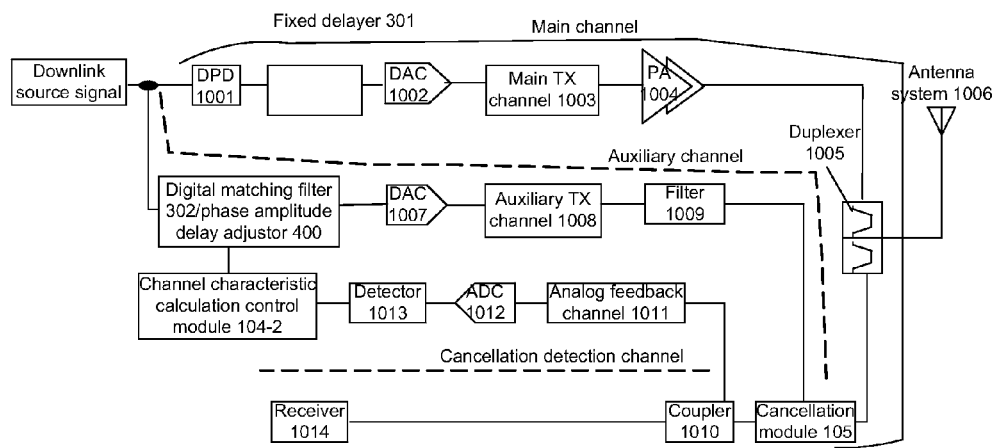 Fixed delayer 301
Main channel
Downlink
source signal
DPD
1001
DAC
1002
Main TX
channel 1003
PA
1004
Antenna
system 1006
Duplexer
1005
Auxiliary channel
Digital matching filter
302/phase amplitude
delay adjustor 400
DAC
1007
Auxiliary TX
channel 1008
Filter
1009
Channel characteristic
calculation control
module 104-2
Detector
1013
ADC
1012
Analog feedback
channel 1011
Cancellation detection channel
Receiver
1014
Coupler
1010
Cancellation
module 105